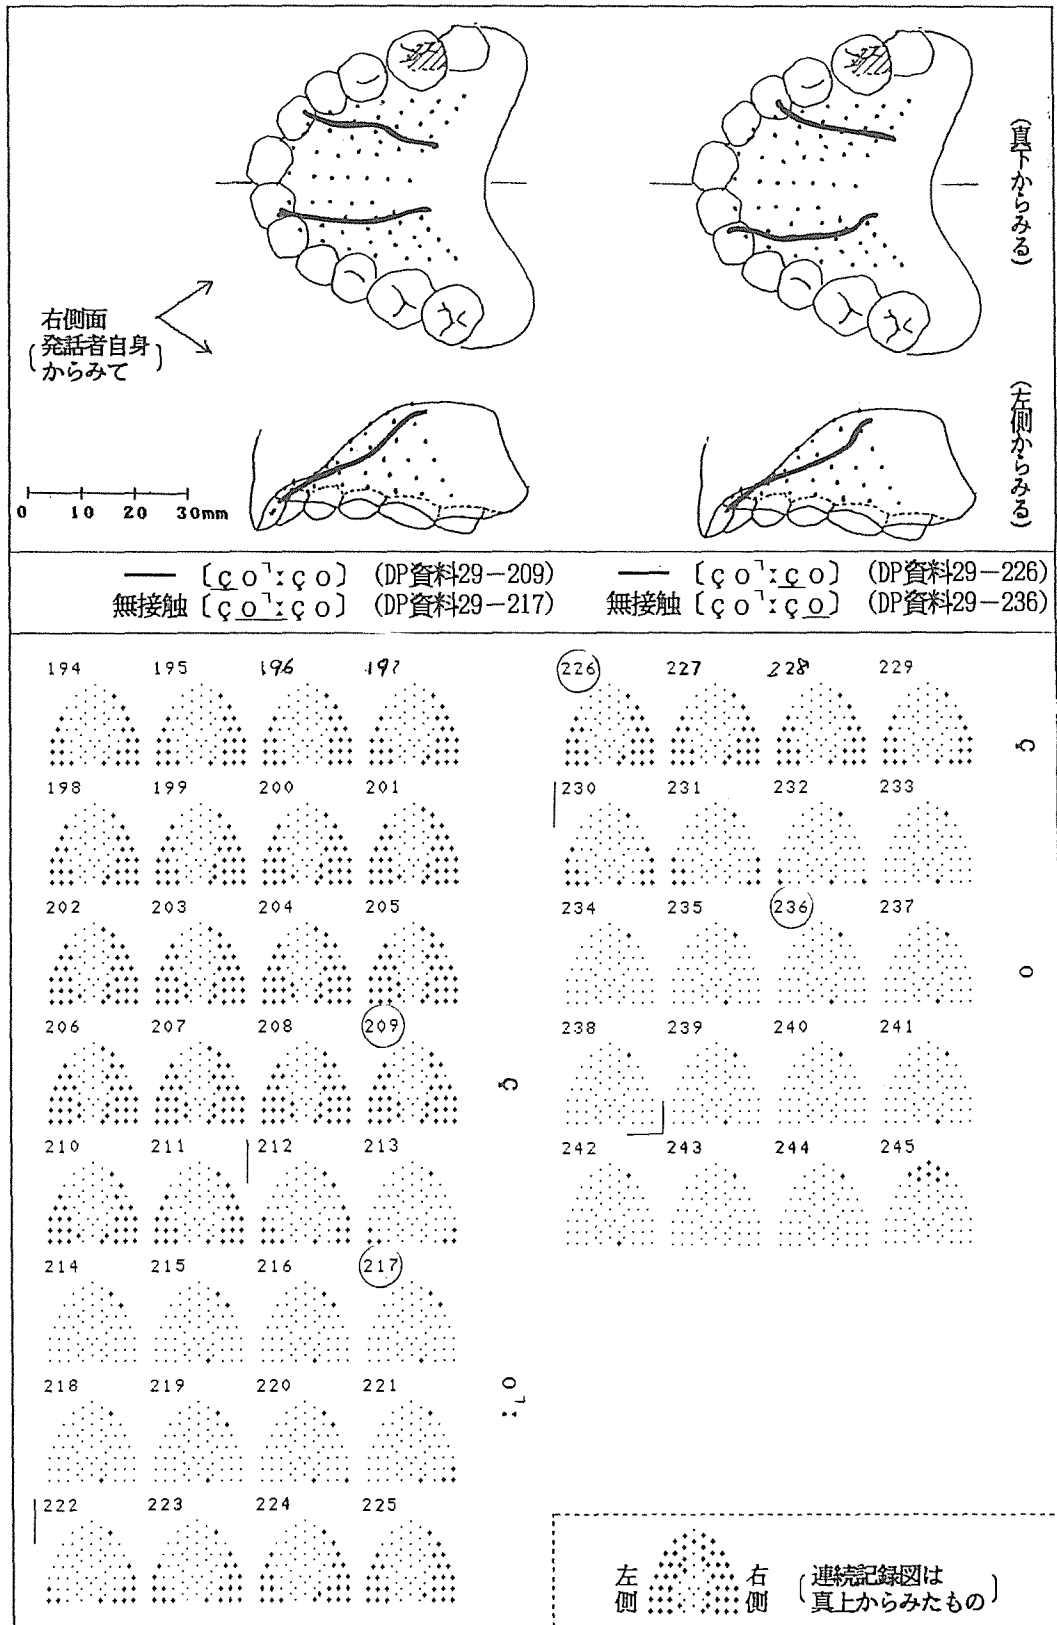 (真下からみる)
右側面
(発話者自身からみて)
(左側からみる)
0 10 20 30mm
—— 〔ço̚ːço〕 (DP資料29−209)
無接触 〔ço̚ːço〕 (DP資料29−217)
—— 〔ço̚ːço〕 (DP資料29−226)
無接触 〔ço̚ːço〕 (DP資料29−236)
194 195 196 197
198 199 200 201
202 203 204 205
206 207 208 209
ç
210 211 212 213
214 215 216 217
218 219 220 221
o̚ː
222 223 224 225
226 227 228 229
ç
230 231 232 233
234 235 236 237
o
238 239 240 241
242 243 244 245
左側 右側
(連続記録図は
真上からみたもの)